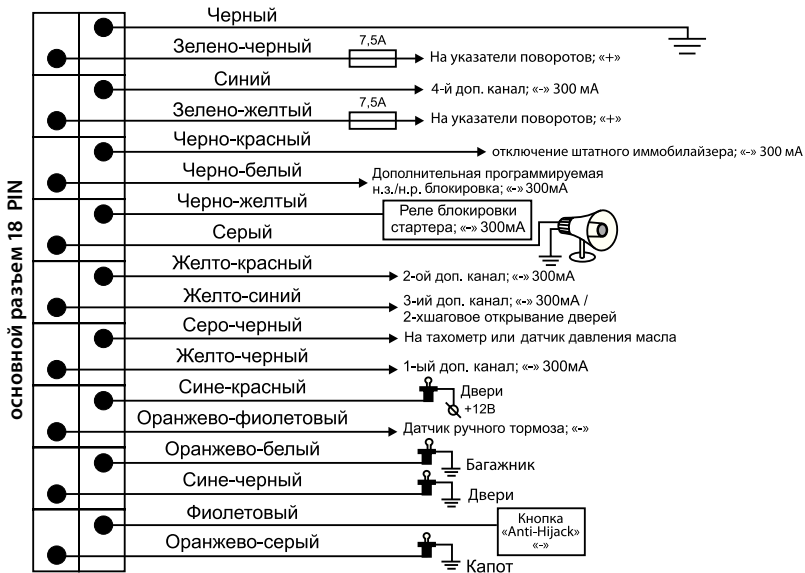 Черный
Зелено-черный
7,5А
На указатели поворотов; «+»
Синий
4-й доп. канал; «-» 300 мА
Зелено-желтый
7,5А
На указатели поворотов; «+»
Черно-красный
отключение штатного иммобилайзера; «-» 300 мА
Черно-белый
Дополнительная программируемая
н.з./н.р. блокировка; «-» 300мА
Черно-желтый
Реле блокировки
стартера; «-» 300мА
Серый
Желто-красный
2-ой доп. канал; «-» 300мА
Желто-синий
3-ий доп. канал; «-» 300мА /
2-хшаговое открывание дверей
Серо-черный
На тахометр или датчик давления масла
Желто-черный
1-ый доп. канал; «-» 300мА
Сине-красный
Двери
+12В
Оранжево-фиолетовый
Датчик ручного тормоза; «-»
Оранжево-белый
Багажник
Сине-черный
Двери
Фиолетовый
Кнопка
«Anti-Hijack»
«-»
Оранжево-серый
Капот
основной разъем 18 PIN